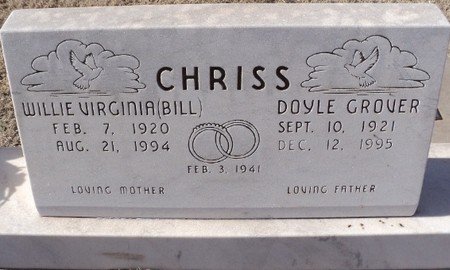 CHRISS
WILLIE VIRGINIA (BILL)
FEB. 7, 1920
AUG. 21, 1994
LOVING MOTHER
FEB. 3, 1941
DOYLE GROVER
SEPT. 10, 1921
DEC. 12, 1995
LOVING FATHER